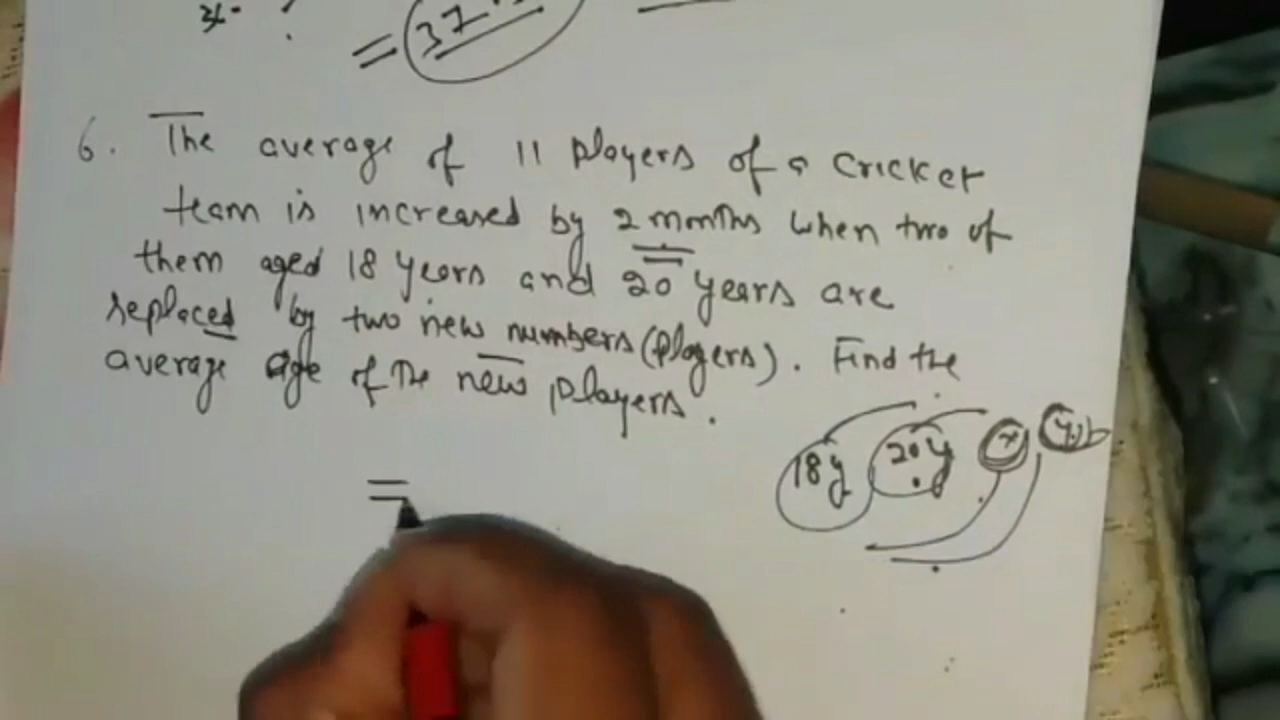 = 37
6. The average of 11 players of a cricket
team is increased by 2 months when two of
them aged 18 years and 20 years are
replaced by two new numbers (players). Find the
average age of the new players.
18y 20y x
=